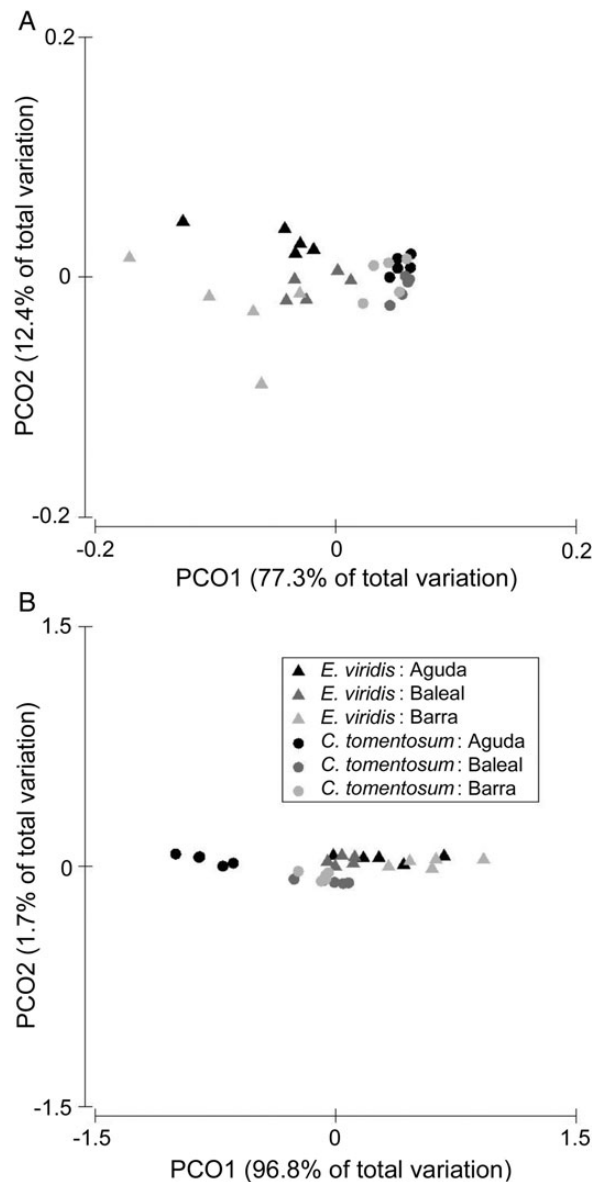 A
0.2
PCO2 (12.4% of total variation)
0
-0.2
-0.2 0 0.2
PCO1 (77.3% of total variation)
B
1.5
E. viridis: Aguda
E. viridis: Baleal
E. viridis: Barra
C. tomentosum: Aguda
C. tomentosum: Baleal
C. tomentosum: Barra
PCO2 (1.7% of total variation)
0
-1.5
-1.5 0 1.5
PCO1 (96.8% of total variation)